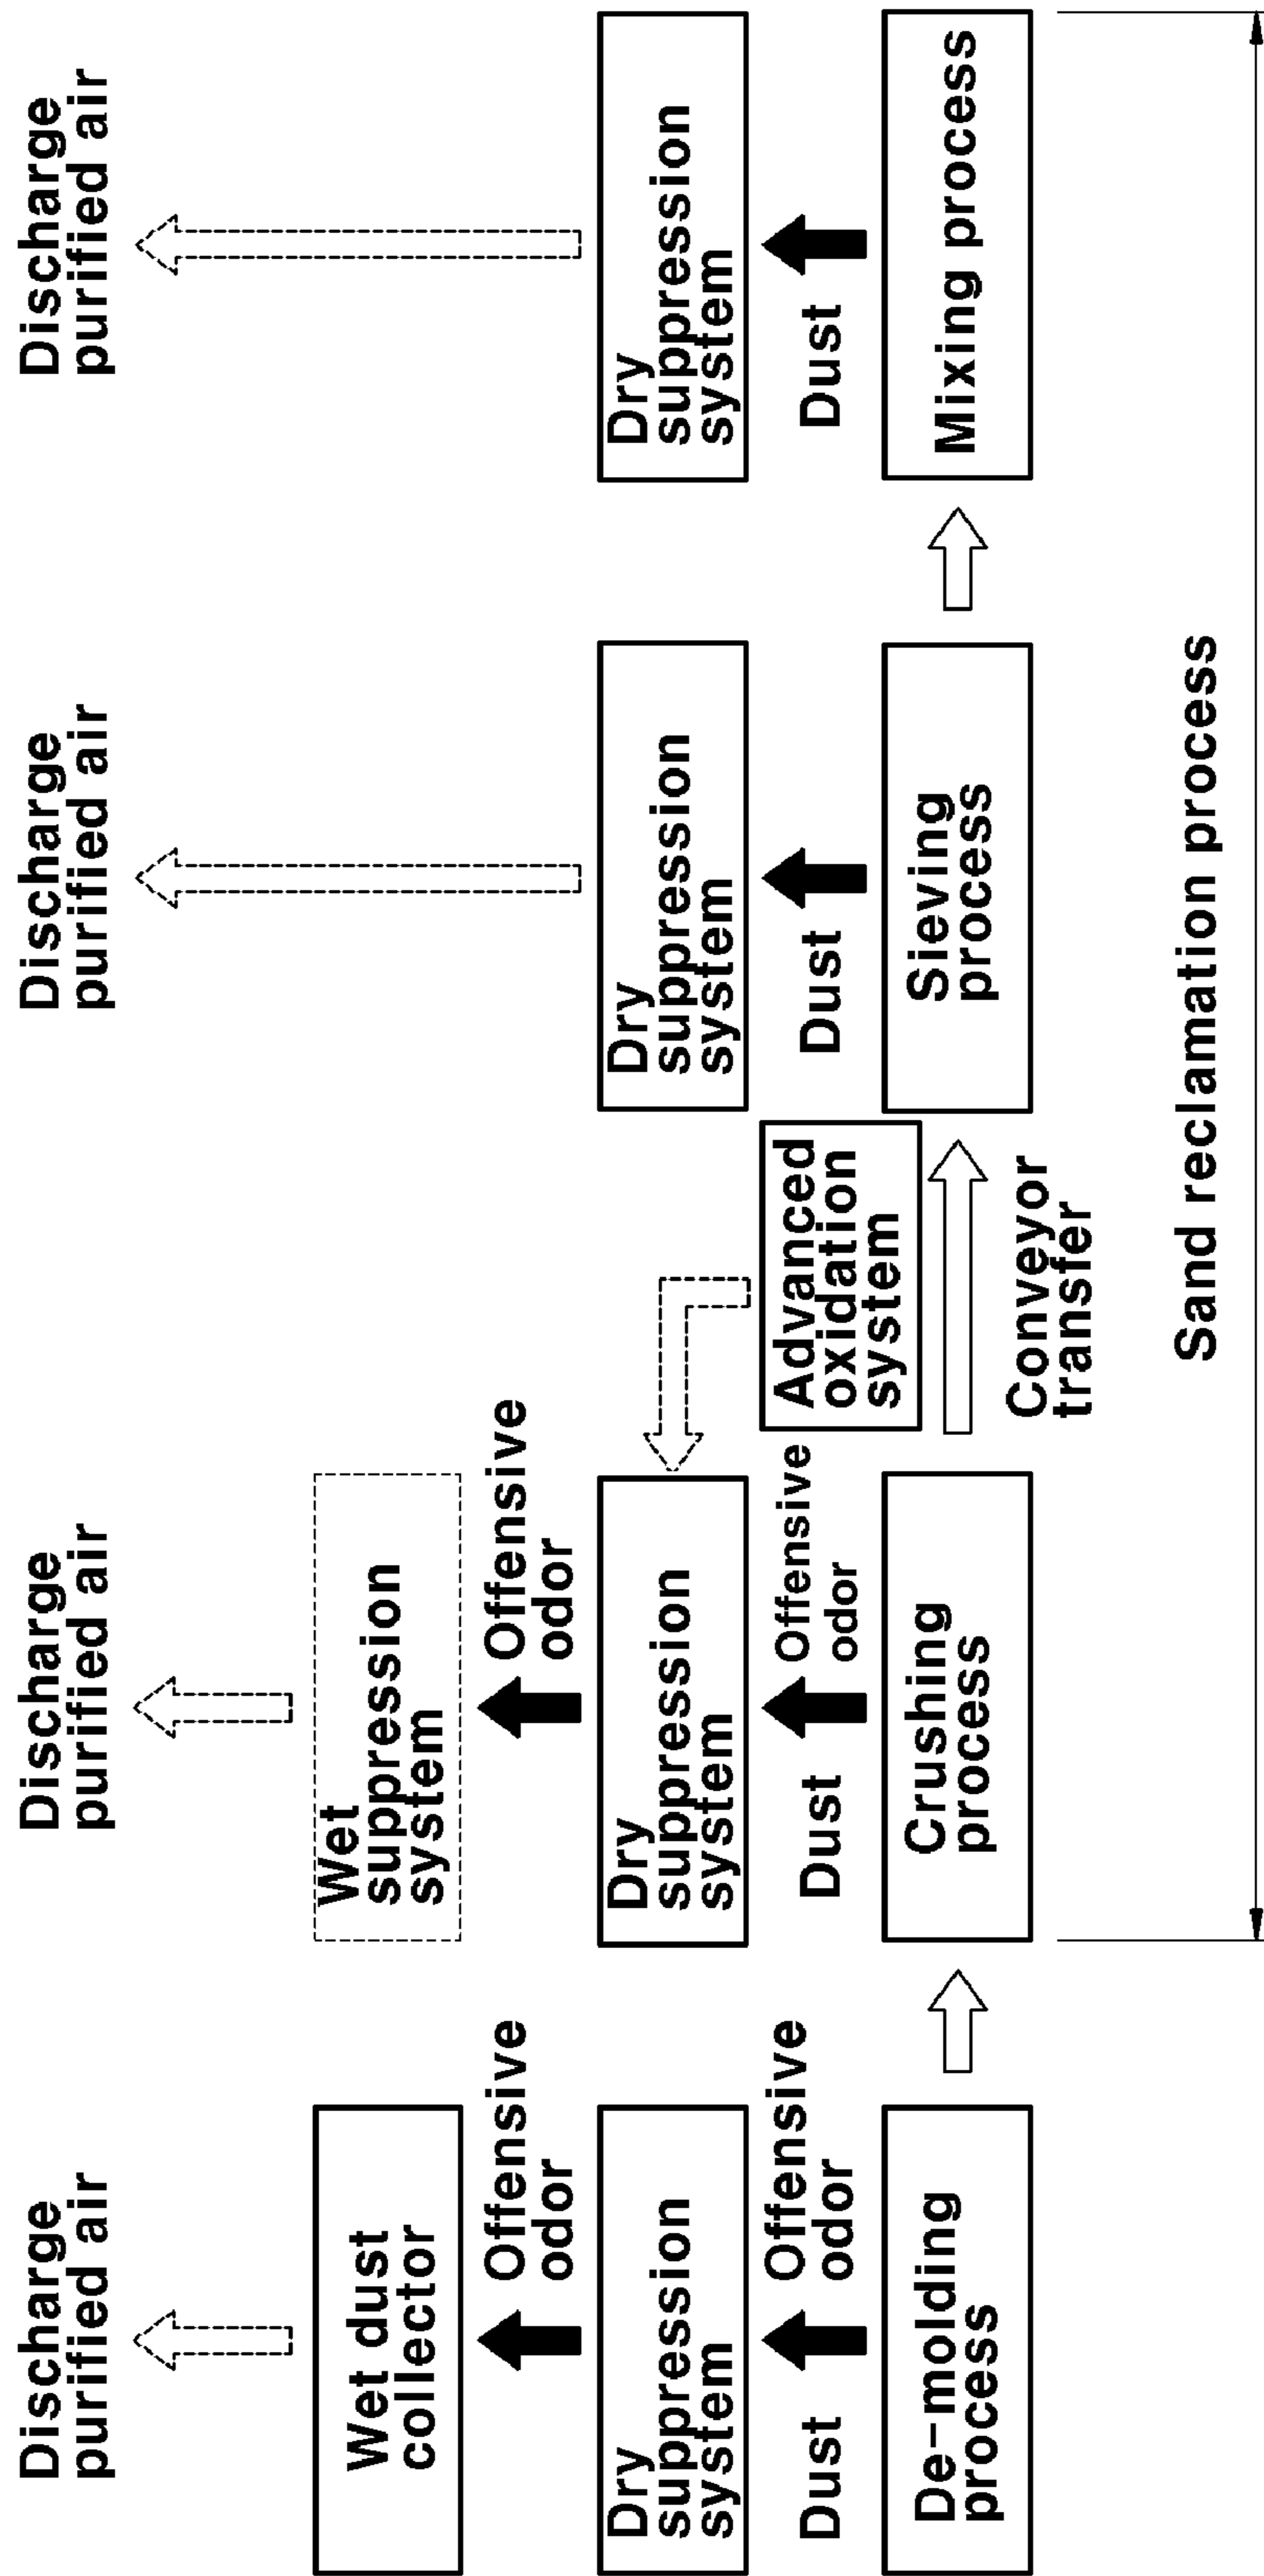 Discharge
purified air
Discharge
purified air
Discharge
purified air
Discharge
purified air
Wet dust
collector
Wet
suppression
system
Offensive
odor
Offensive
odor
Dry
suppression
system
Dry
suppression
system
Dry
suppression
system
Dry
suppression
system
Dust
Offensive
odor
Dust
Offensive
odor
Advanced
oxidation
system
Dust
Dust
De-molding
process
Crushing
process
Sieving
process
Mixing process
Conveyor
transfer
Sand reclamation process